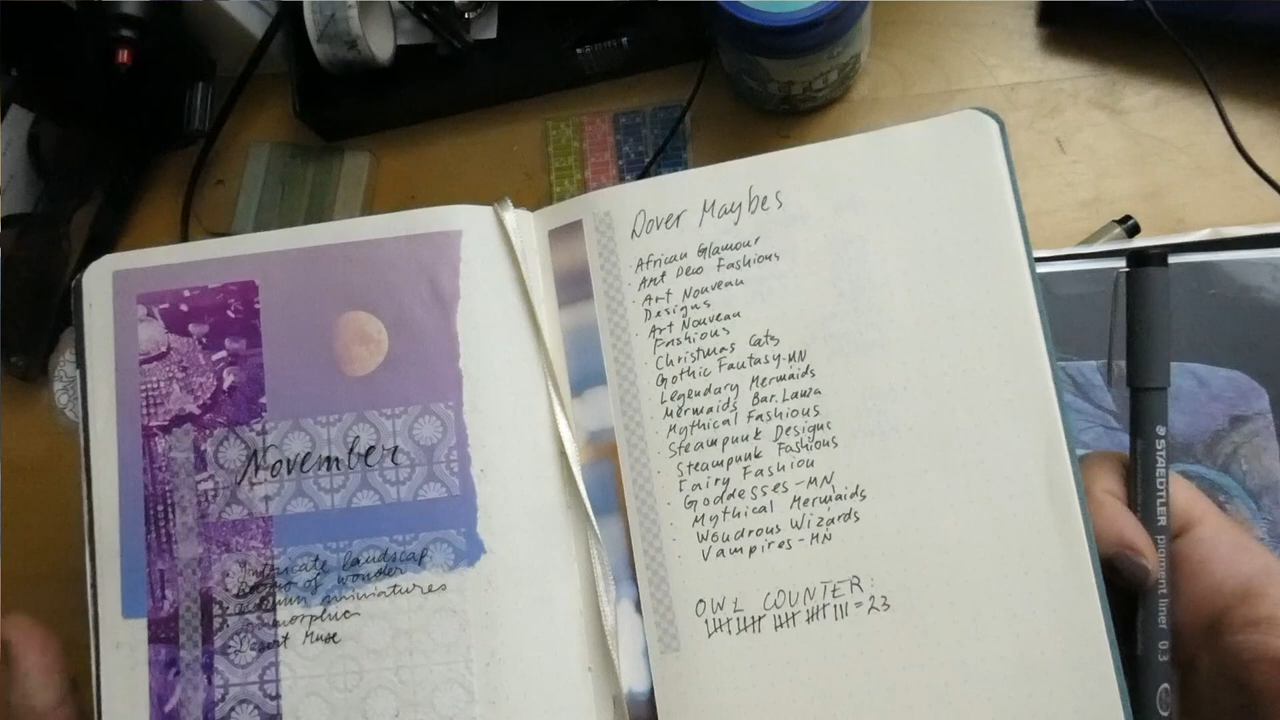 November
Intricate landscap
of wonder
miniatures
Desert Muse
Dover Maybes
· African Glamour
· Art Deco Fashions
· Art Nouveau
Designs
· Art Nouveau
Fashions
· Christmas Cats
· Gothic Fantasy-MN
· Legendary Mermaids
· Mermaids Bar. Lanza
· Mythical Fashions
· Steampunk Designs
· Steampunk Fashions
· Fairy Fashion
· Goddesses-MN
· Mythical Mermaids
· Wondrous Wizards
· Vampires-MN
OWL COUNTER:
= 23
STAEDTLER pigment liner 0.3